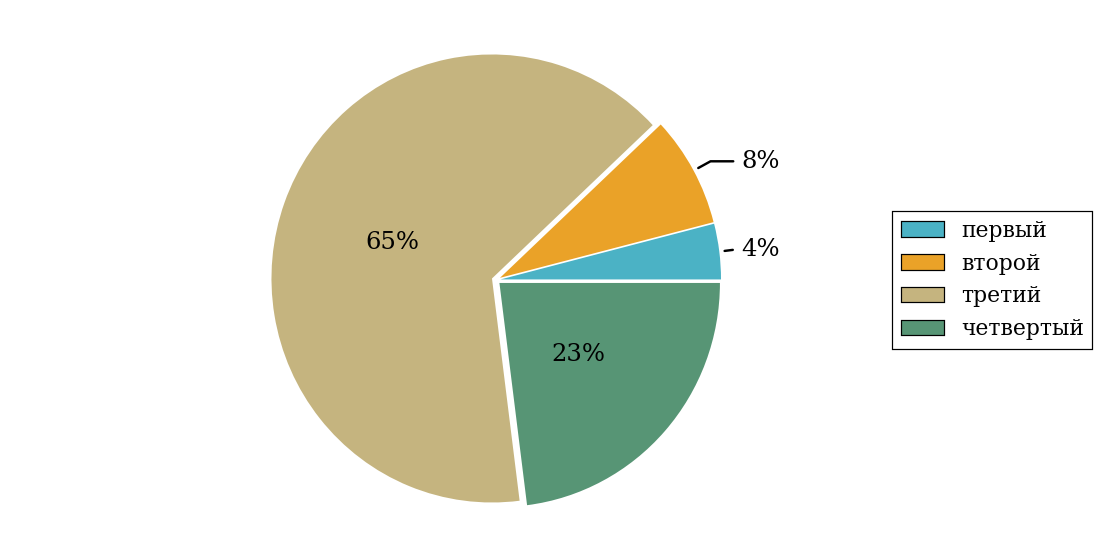 8%
65%
4%
23%
первый
второй
третий
четвертый